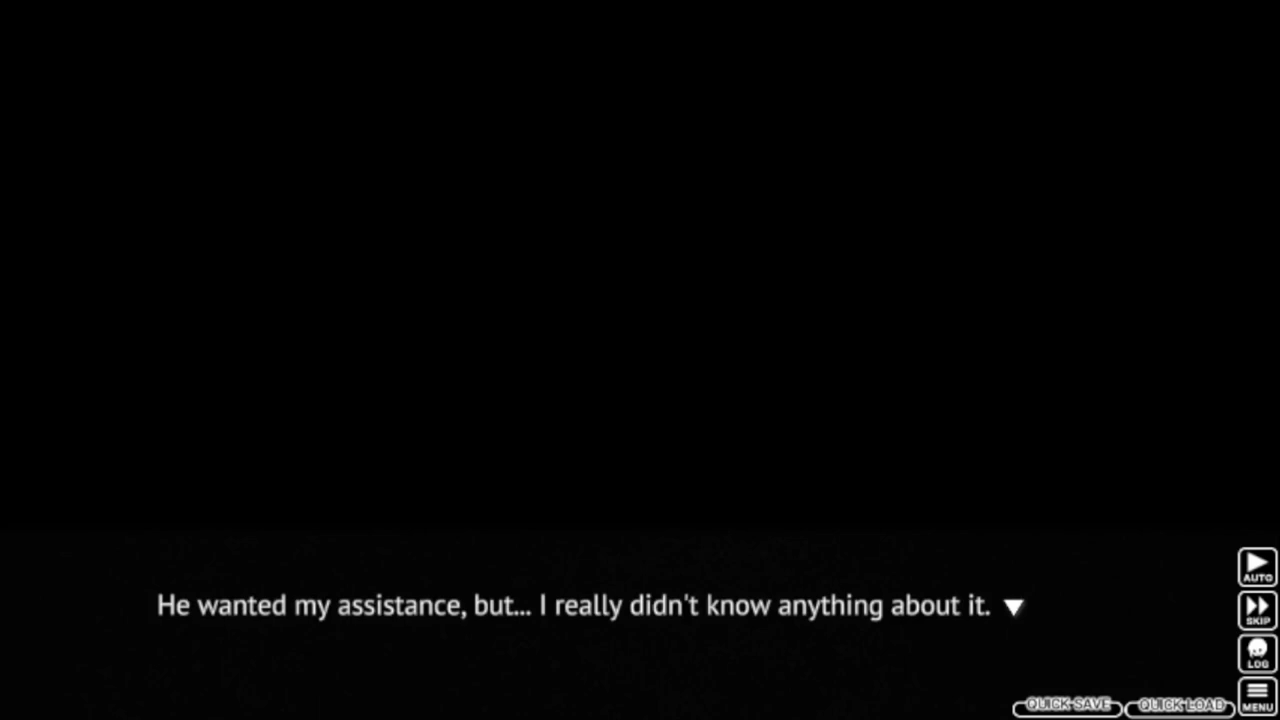 He wanted my assistance, but... I really didn't know anything about it.
AUTO
SKIP
LOG
MENU
QUICK SAVE QUICK LOAD